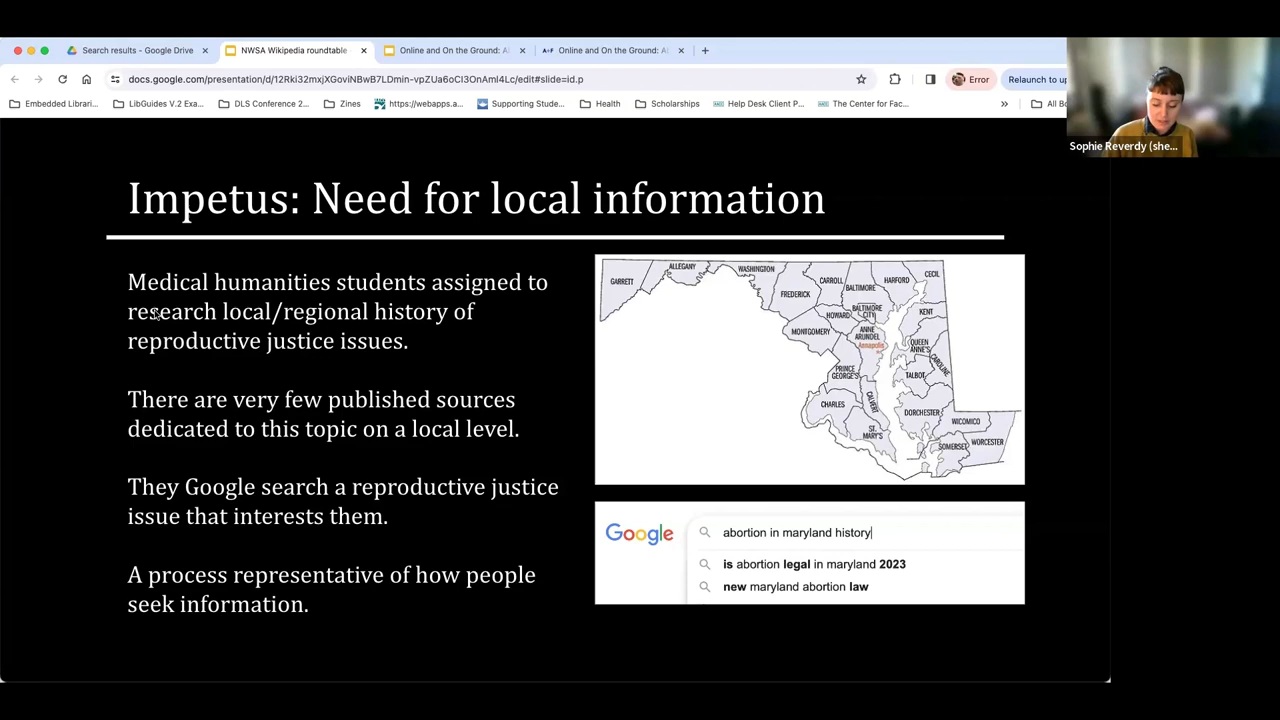 Search results - Google Drive
NWSA Wikipedia roundtable
Online and On the Ground: Al
Online and On the Ground: Al
docs.google.com/presentation/d/12Rki32mxjXGoviNBwB7LDmin-vpZUa6oCl3OnAml4Lc/edit#slide=id.p
Error
Relaunch to up
Embedded Librari...
LibGuides V.2 Exa...
DLS Conference 2...
Zines
https://webapps.a...
Supporting Stude...
Health
Scholarships
Help Desk Client P...
The Center for Fac...
All Bo
Sophie Reverdy (she...
Impetus: Need for local information
Medical humanities students assigned to
research local/regional history of
reproductive justice issues.
There are very few published sources
dedicated to this topic on a local level.
They Google search a reproductive justice
issue that interests them.
A process representative of how people
seek information.
GARRETT
ALLEGANY
WASHINGTON
FREDERICK
CARROLL
BALTIMORE
HARFORD
CECIL
BALTIMORE
CITY
HOWARD
KENT
MONTGOMERY
ANNE
ARUNDEL
Annapolis
QUEEN
ANNE'S
CAROLINE
PRINCE
GEORGE'S
TALBOT
CALVERT
CHARLES
DORCHESTER
WICOMICO
ST.
MARY'S
SOMERSET
WORCESTER
Google
abortion in maryland history
is abortion legal in maryland 2023
new maryland abortion law